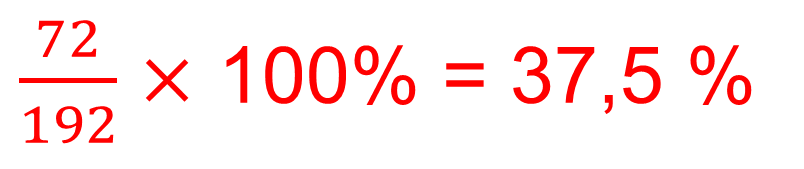 72/192 × 100% = 37,5 %